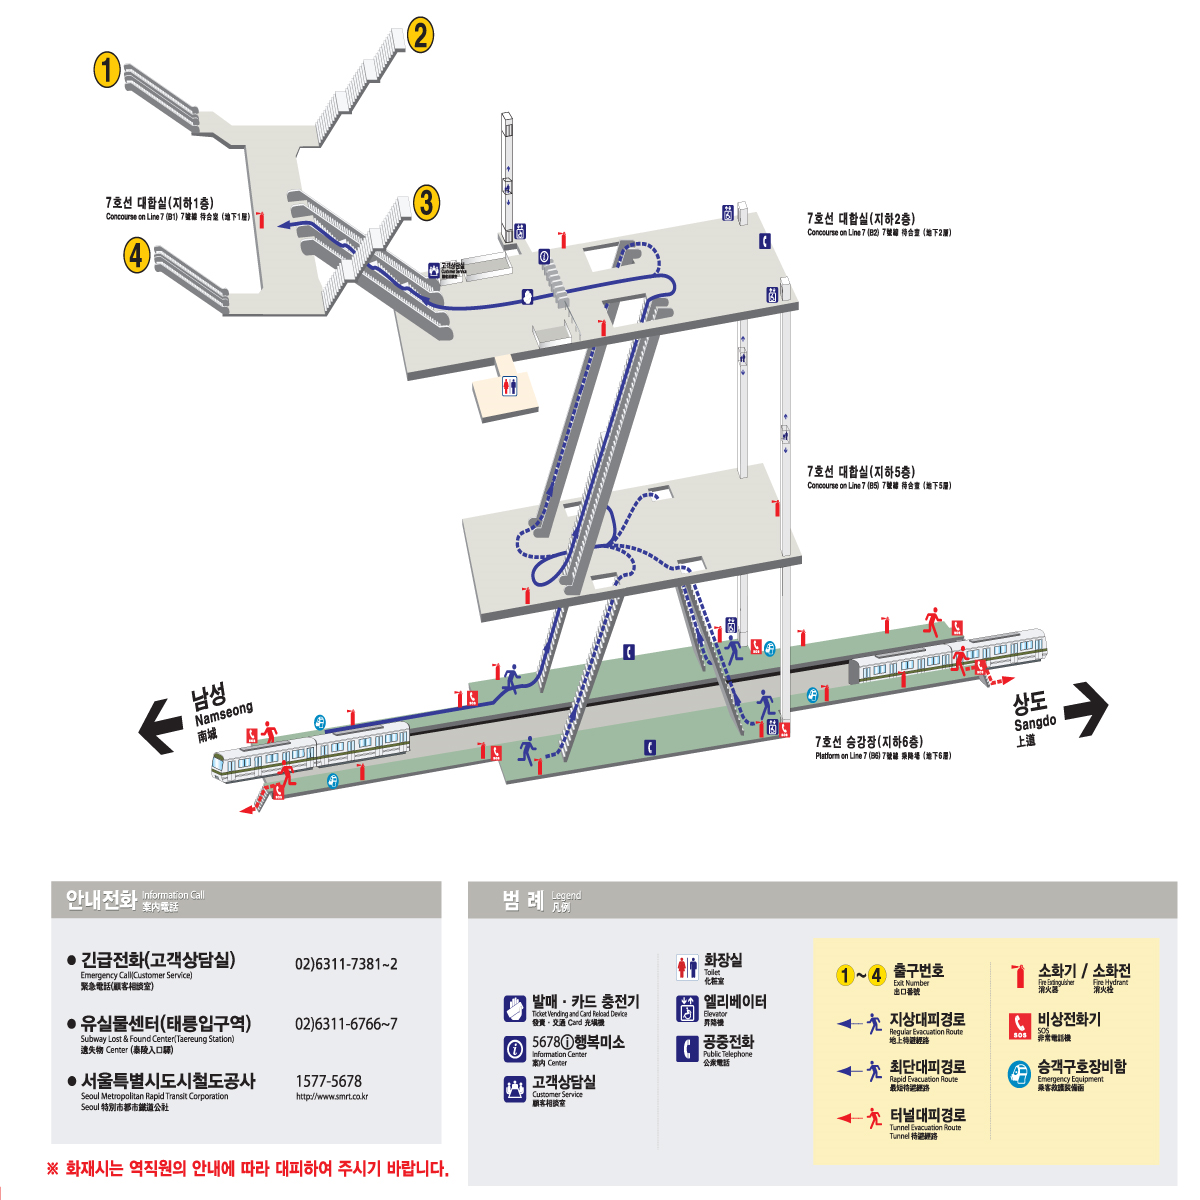 1
2
3
4
7호선 대합실(지하1층)
Concourse on Line 7 (B1) 7號線 待合室 (地下1層)
7호선 대합실(지하2층)
Concourse on Line 7 (B2) 7號線 待合室 (地下2層)
고객상담실
Customer Service
7호선 대합실(지하5층)
Concourse on Line 7 (B5) 7號線 待合室 (地下5層)
남성
Namseong
南城
상도
Sangdo
上道
7호선 승강장(지하6층)
Platform on Line 7 (B6) 7號線 乘降場 (地下6層)
안내전화 Information Call
案內電話
● 긴급전화(고객상담실) 02)6311-7381~2
Emergency Call(Customer Service)
緊急電話(顧客相談室)
● 유실물센터(태릉입구역) 02)6311-6766~7
Subway Lost & Found Center(Taereung Station)
遺失物 Center (泰陵入口驛)
● 서울특별시도시철도공사 1577-5678
Seoul Metropolitan Rapid Transit Corporation http://www.smrt.co.kr
Seoul 特別市都市鐵道公社
※ 화재시는 역직원의 안내에 따라 대피하여 주시기 바랍니다.
범 례 Legend
凡例
발매 · 카드 충전기
Ticket Vending and Card Reload Device
發賣 · 交通 Card 充塡機
5678ⓘ행복미소
Information Center
案內 Center
고객상담실
Customer Service
顧客相談室
화장실
Toilet
化粧室
엘리베이터
Elevator
昇降機
공중전화
Public Telephone
公衆電話
1~4 출구번호
Exit Number
出口番號
지상대피경로
Regular Evacuation Route
地上待避經路
최단대피경로
Rapid Evacuation Route
最短待避經路
터널대피경로
Tunnel Evacuation Route
Tunnel 待避經路
소화기 / 소화전
Fire Extinguisher Fire Hydrant
消火器 消火栓
SOS 비상전화기
SOS
非常電話機
승객구호장비함
Emergency Equipment
乘客救護裝備函